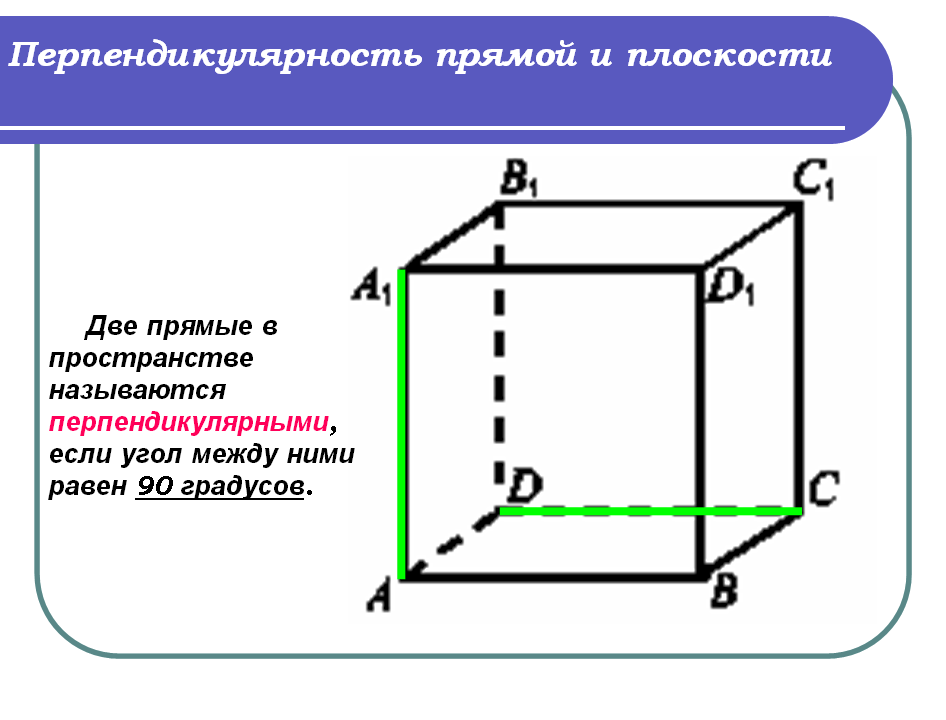 Перпендикулярность прямой и плоскости
B₁
C₁
A₁
D₁
Две прямые в
пространстве
называются
перпендикулярными,
если угол между ними
равен 90 градусов.
D
C
A
B